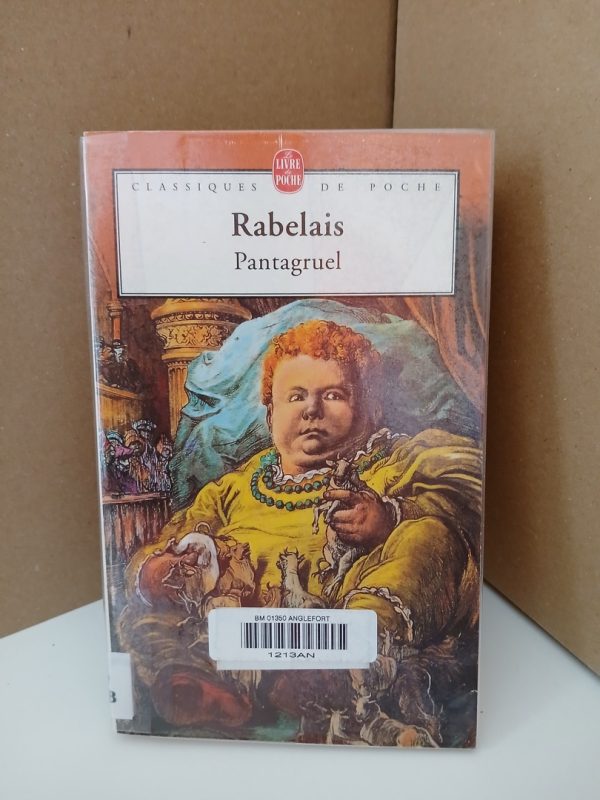 Le
LIVRE
de
POCHE
CLASSIQUES DE POCHE
Rabelais
Pantagruel
BM 01350 ANGLEFORT
1213AN